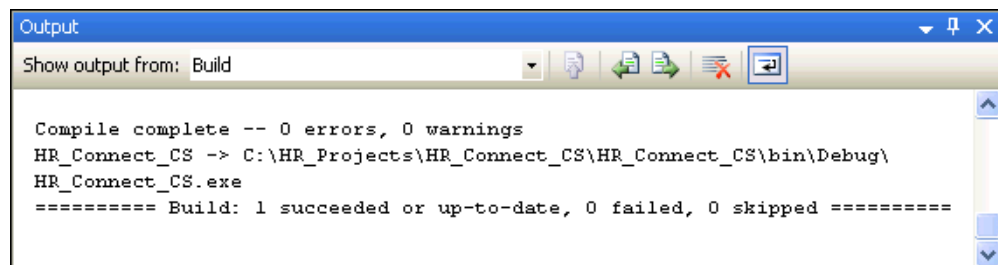 Output
Show output from: Build
Compile complete -- 0 errors, 0 warnings
HR_Connect_CS -> C:\HR_Projects\HR_Connect_CS\HR_Connect_CS\bin\Debug\
HR_Connect_CS.exe
========== Build: 1 succeeded or up-to-date, 0 failed, 0 skipped ==========